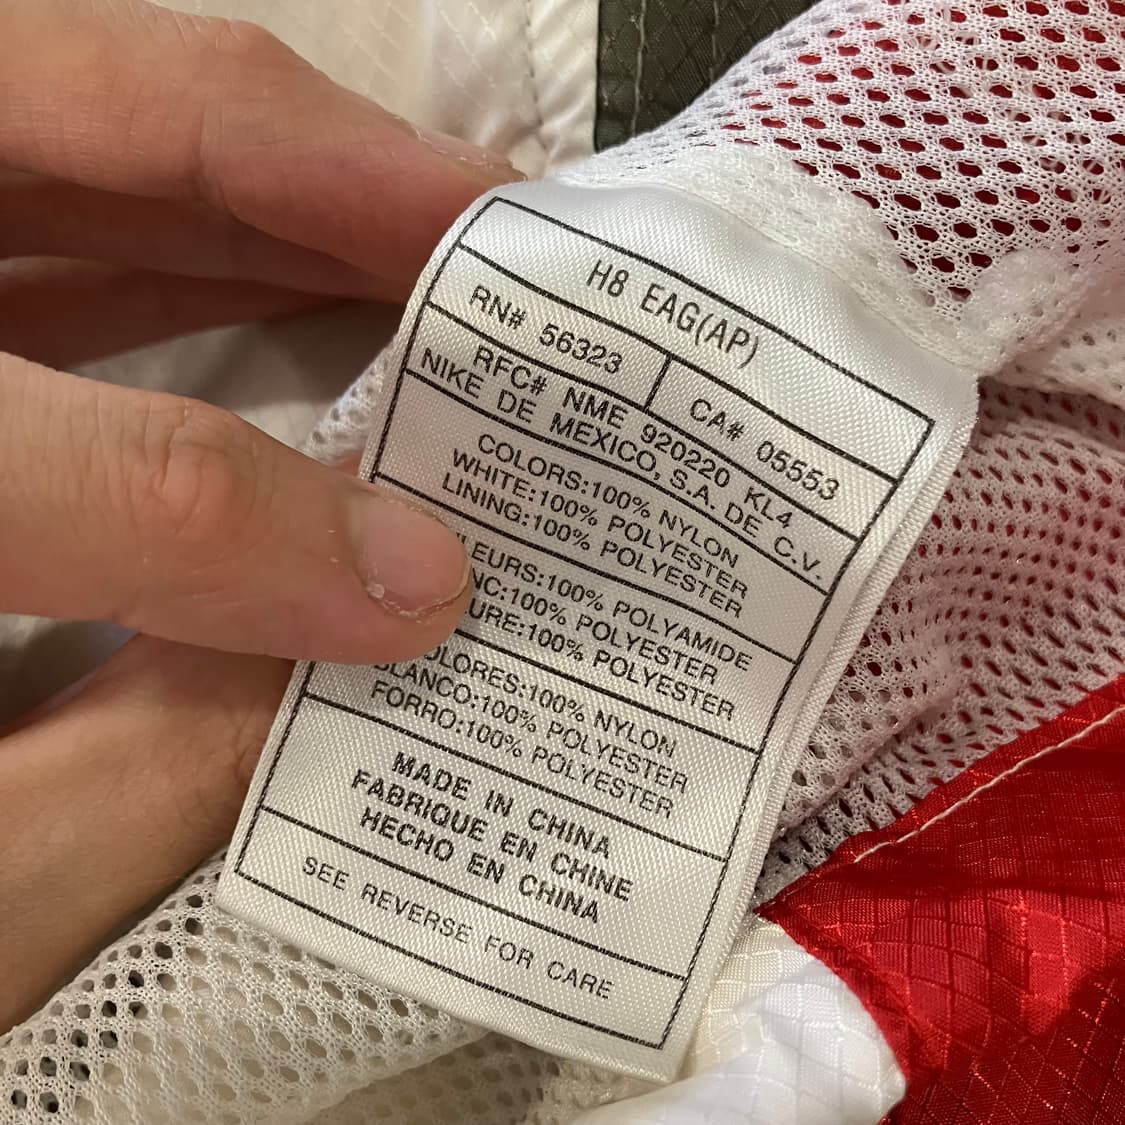 H8 EAG(AP)
RN# 56323
CA# 05553
RFC# NME 920220 KL4
NIKE DE MEXICO, S.A. DE C.V.
COLORS:100% NYLON
WHITE:100% POLYESTER
LINING:100% POLYESTER
LEURS:100% POLYAMIDE
NC:100% POLYESTER
URE:100% POLYESTER
OLORES:100% NYLON
LANCO:100% POLYESTER
FORRO:100% POLYESTER
MADE IN CHINA
FABRIQUE EN CHINE
HECHO EN CHINA
SEE REVERSE FOR CARE